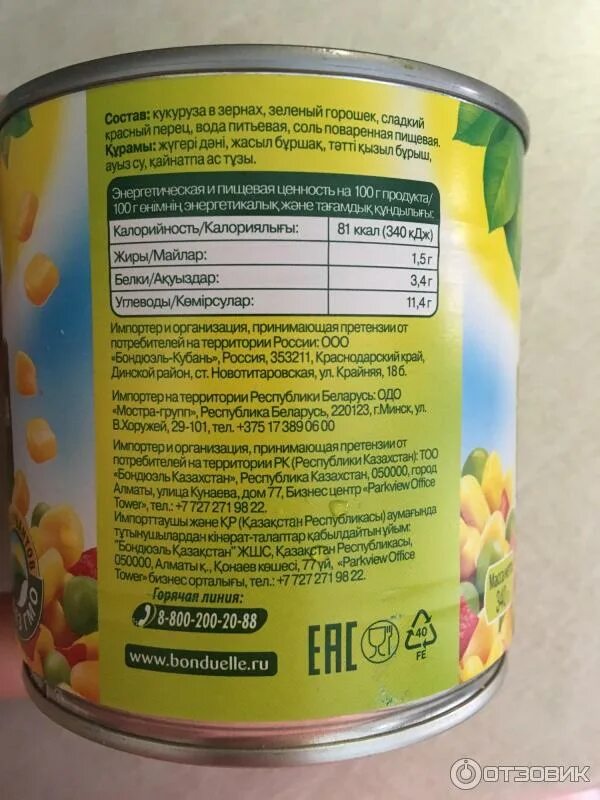 Состав: кукуруза в зернах, зеленый горошек, сладкий
красный перец, вода питьевая, соль поваренная пищевая.
Құрамы: жүгері дәні, жасыл бұршақ, тәтті қызыл бұрыш,
ауыз су, қайнатпа ас тұзы.
Энергетическая и пищевая ценность на 100 г продукта/
100 г өнімнің энергетикалық және тағамдық құндылығы:
Калорийность/Калориялығы: 81 ккал (340 кДж)
Жиры/Майлар: 1,5 г
Белки/Ақуыздар: 3,4 г
Углеводы/Көмірсулар: 11,4 г
Импортер и организация, принимающая претензии от
потребителей на территории России: ООО
«Бондюэль-Кубань», Россия, 353211, Краснодарский край,
Динской район, ст. Новотитаровская, ул. Крайняя, 18 б.
Импортер на территории Республики Беларусь: ОДО
«Мостра-групп», Республика Беларусь, 220123, г.Минск, ул.
В.Хоружей, 29-101, тел. +375 17 389 06 00
Импортер и организация, принимающая претензии от
потребителей на территории РК (Республики Казахстан): ТОО
«Бондюэль Казахстан», Республика Казахстан, 050000, город
Алматы, улица Кунаева, дом 77, Бизнес центр «Parkview Office
Tower», тел.: +7 727 271 98 22.
Импорттаушы және ҚР (Қазақстан Республикасы) аумағында
тұтынушылардан кінәрат-талаптар қабылдайтын ұйым:
"Бондюэль Қазақстан" ЖШС, Қазақстан Республикасы,
050000, Алматы қ., Қонаев көшесі, 77 үй, «Parkview Office
Tower» бизнес орталығы, тел.: +7 727 271 98 22.
Горячая линия:
8-800-200-20-88
www.bonduelle.ru
EAC
40
FE
ГМО
Масса
ОТЗОВИК